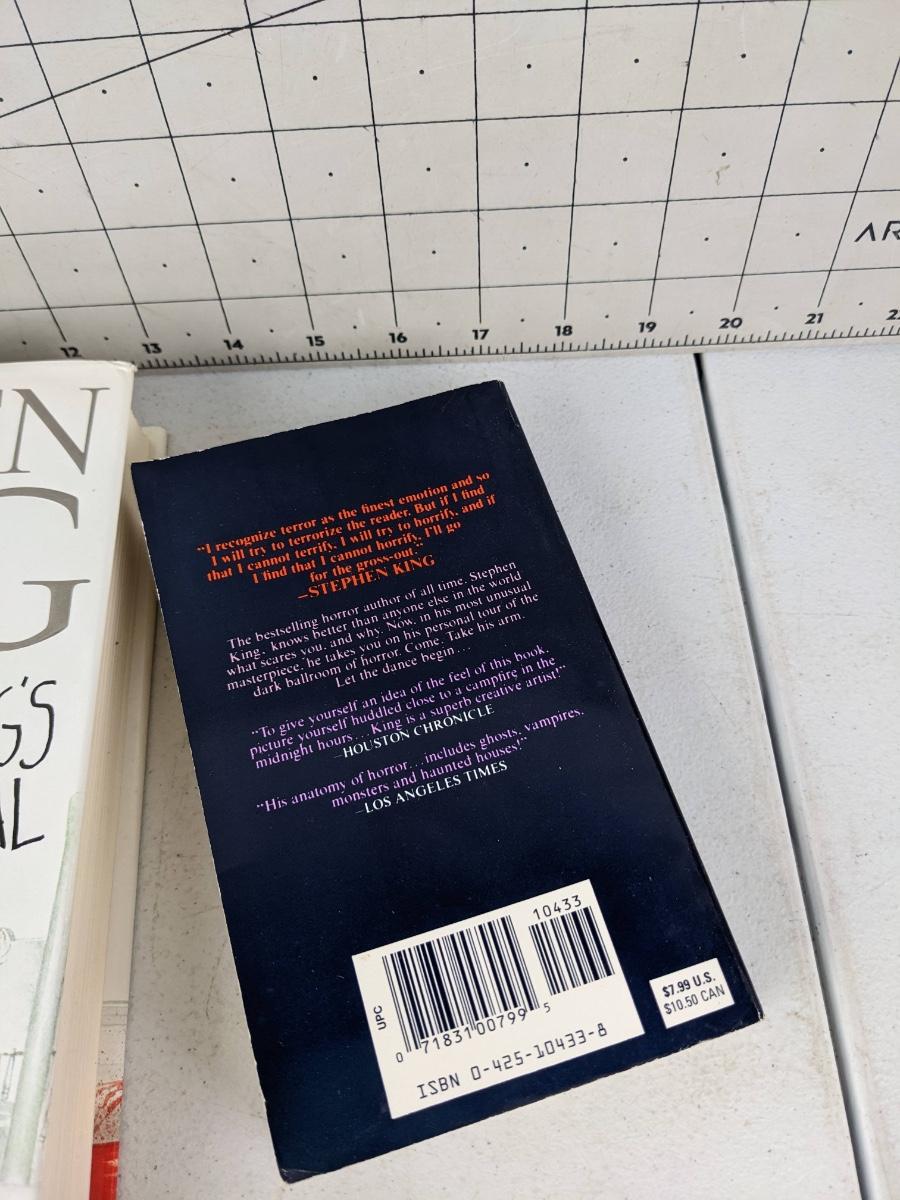 AR
12 13 14 15 16 17 18 19 20 21
EN
G
G'S
AL
"I recognize terror as the finest emotion and so
I will try to terrorize the reader. But if I find
that I cannot terrify, I will try to horrify, and if
I find that I cannot horrify, I'll go
for the gross-out."
—STEPHEN KING
The bestselling horror author of all time, Stephen
King, knows better than anyone else in the world
what scares you, and why. Now, in his most unusual
masterpiece, he takes you on his personal tour of the
dark ballroom of horror. Come. Take his arm.
Let the dance begin...
"To give yourself an idea of the feel of this book,
picture yourself huddled close to a campfire in the
midnight hours...King is a superb creative artist!"
—HOUSTON CHRONICLE
"His anatomy of horror...includes ghosts, vampires,
monsters and haunted houses!"
—LOS ANGELES TIMES
10433
UPC
0 71831 00799 5
ISBN 0-425-10433-8
$7.99 U.S.
$10.50 CAN